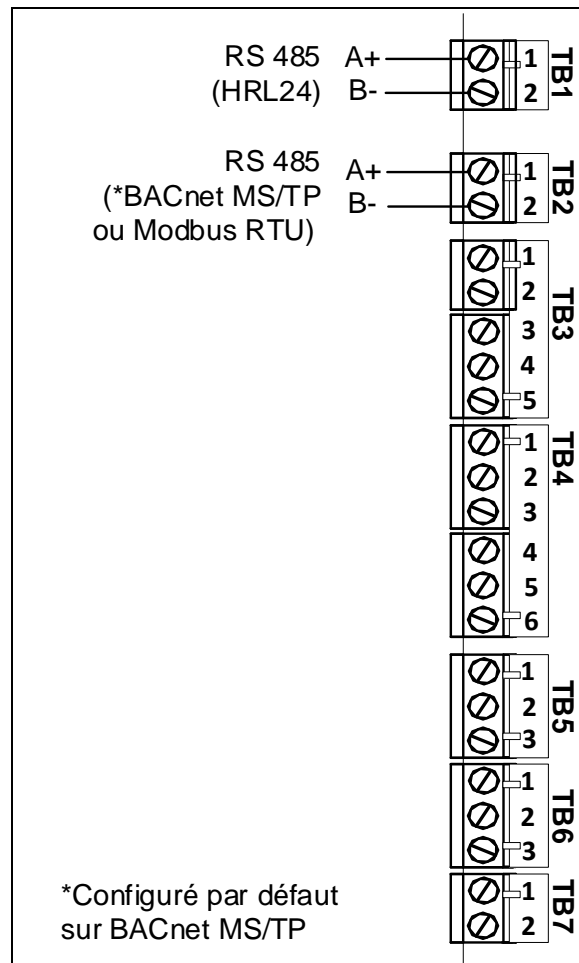 RS 485 A+ 1
(HRL24) B- 2
TB1
RS 485 A+ 1
(*BACnet MS/TP B- 2
ou Modbus RTU)
TB2
1
2
3
4
5
TB3
1
2
3
4
5
6
TB4
1
2
3
TB5
1
2
3
TB6
1
2
TB7
*Configuré par défaut
sur BACnet MS/TP